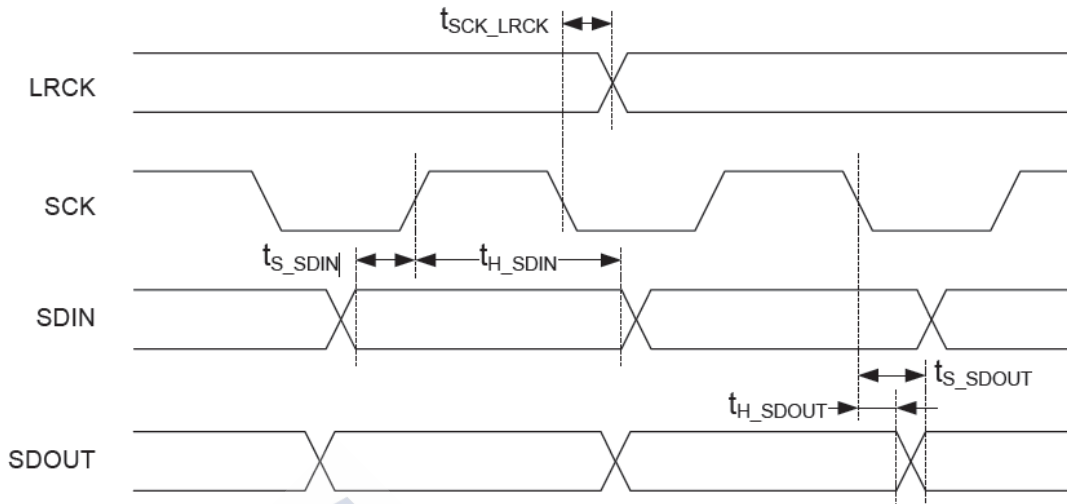 tSCK_LRCK
LRCK
SCK
tS_SDIN
tH_SDIN
SDIN
tS_SDOUT
tH_SDOUT
SDOUT